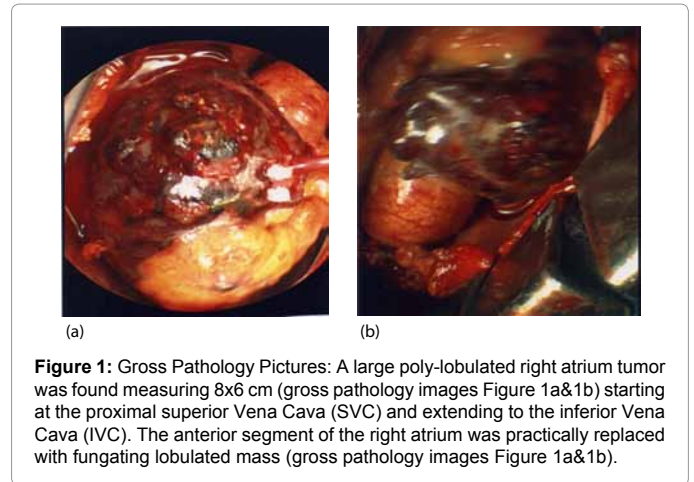 (a)
(b)
Figure 1: Gross Pathology Pictures: A large poly-lobulated right atrium tumor
was found measuring 8x6 cm (gross pathology images Figure 1a&1b) starting
at the proximal superior Vena Cava (SVC) and extending to the inferior Vena
Cava (IVC). The anterior segment of the right atrium was practically replaced
with fungating lobulated mass (gross pathology images Figure 1a&1b).